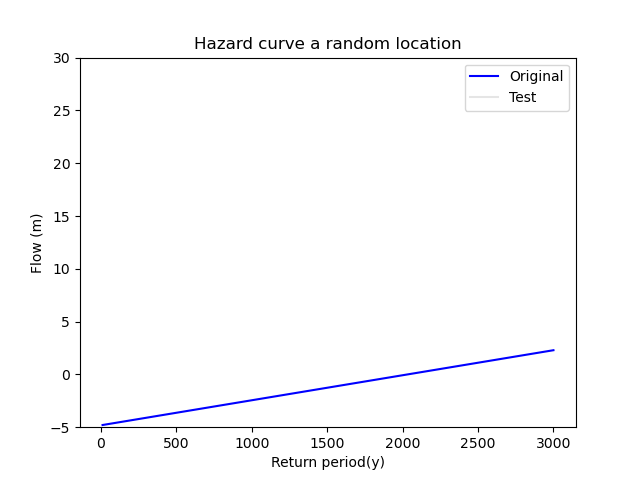 Hazard curve a random location
30
25
20
15
10
5
0
−5
Flow (m)
Original
Test
0 500 1000 1500 2000 2500 3000
Return period(y)